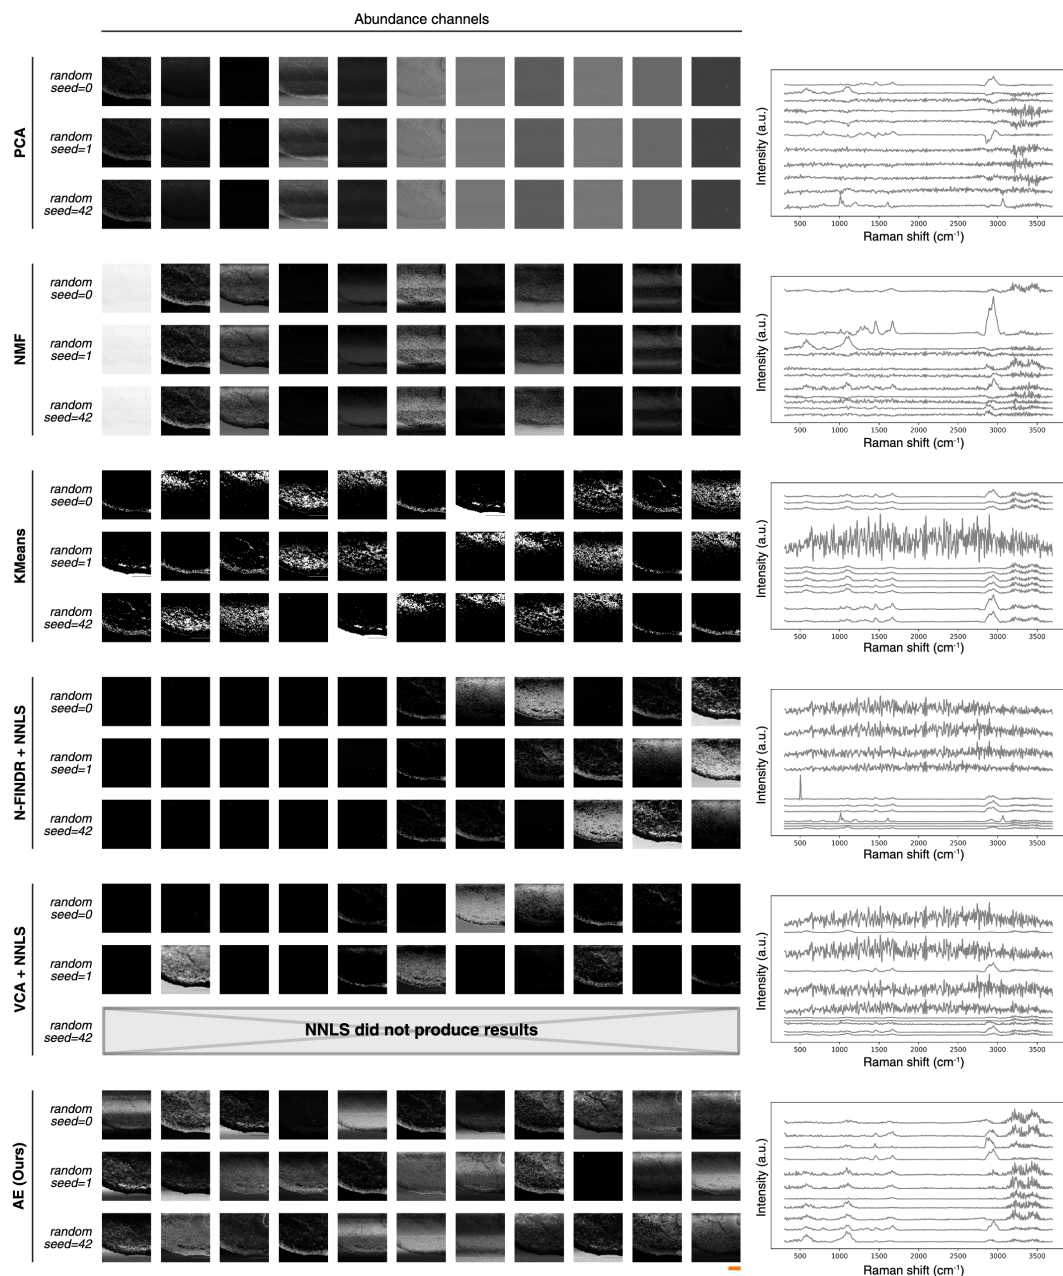 Abundance channels
PCA
random
seed=0
random
seed=1
random
seed=42
Intensity (a.u.)
500 1000 1500 2000 2500 3000 3500
Raman shift (cm⁻¹)
NMF
random
seed=0
random
seed=1
random
seed=42
Intensity (a.u.)
500 1000 1500 2000 2500 3000 3500
Raman shift (cm⁻¹)
KMeans
random
seed=0
random
seed=1
random
seed=42
Intensity (a.u.)
500 1000 1500 2000 2500 3000 3500
Raman shift (cm⁻¹)
N-FINDR + NNLS
random
seed=0
random
seed=1
random
seed=42
Intensity (a.u.)
500 1000 1500 2000 2500 3000 3500
Raman shift (cm⁻¹)
VCA + NNLS
random
seed=0
random
seed=1
random
seed=42
NNLS did not produce results
Intensity (a.u.)
500 1000 1500 2000 2500 3000 3500
Raman shift (cm⁻¹)
AE (Ours)
random
seed=0
random
seed=1
random
seed=42
Intensity (a.u.)
500 1000 1500 2000 2500 3000 3500
Raman shift (cm⁻¹)